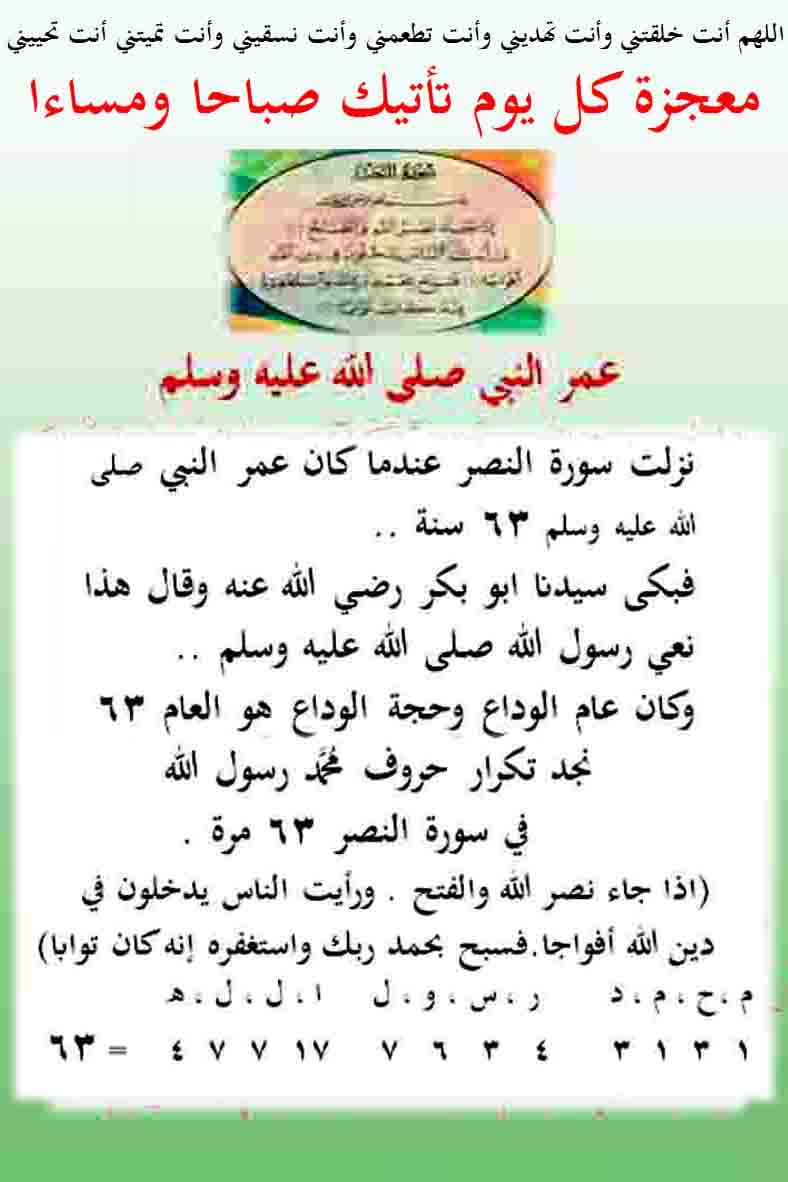 اللهم أنت خلقتني وأنت تهديني وأنت تطعمني وأنت نسقيني وأنت تميتني أنت تحييني
معجزة كل يوم تأتيك صباحا ومساءا
عمر النبي صلى الله عليه وسلم
نزلت سورة النصر عندما كان عمر النبي صلى
الله عليه وسلم ٦٣ سنة ..
فبكى سيدنا ابو بكر رضي الله عنه وقال هذا
نعي رسول الله صلى الله عليه وسلم ..
وكان عام الوداع وحجة الوداع هو العام ٦٣
نجد تكرار حروف محمد رسول الله
في سورة النصر ٦٣ مرة .
(اذا جاء نصر الله والفتح . ورأيت الناس يدخلون في
دين الله أفواجا.فسبح بحمد ربك واستغفره إنه كان توابا)
م ، ح ، م ، د ر ، س ، و ، ل ا ، ل ، ل ، ه
١ ٣ ١ ٣ ٤ ٣ ٦ ٧ ١٧ ٧ ٧ ٤ = ٦٣